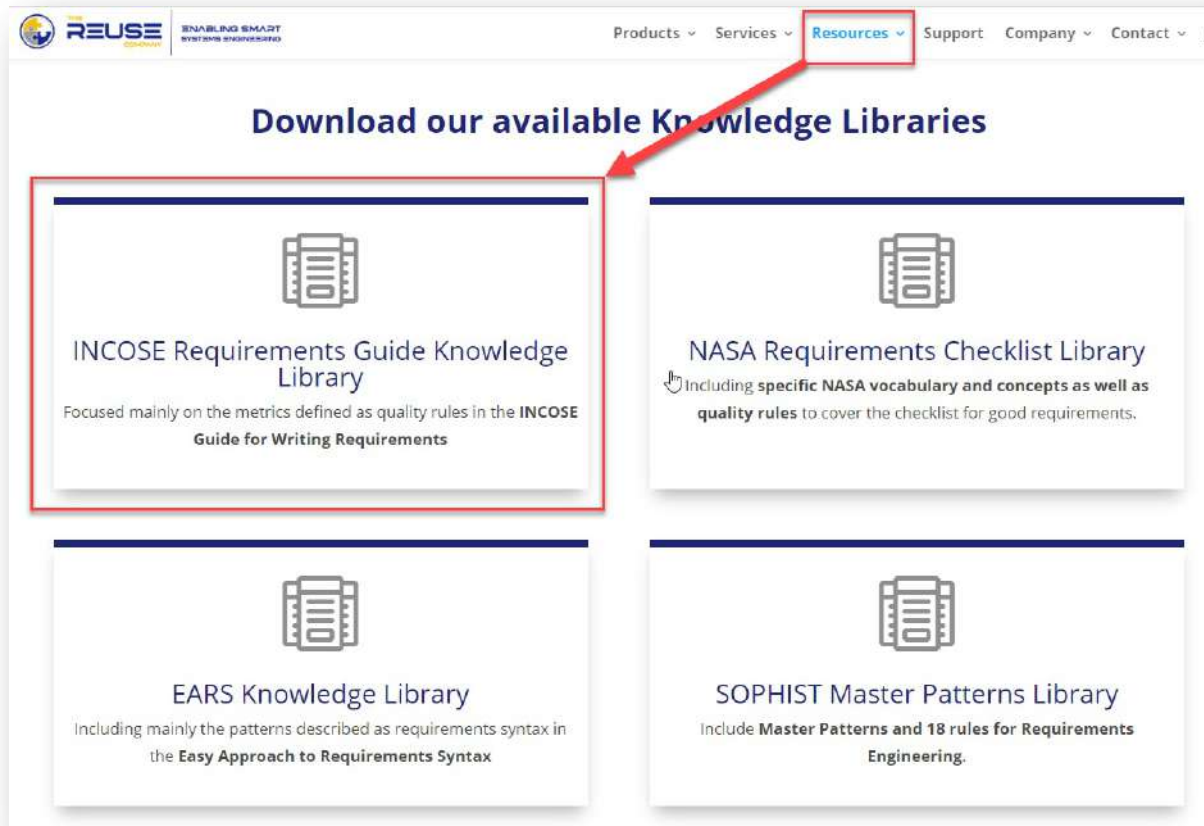 THE
REUSE
COMPANY
ENABLING SMART
SYSTEMS ENGINEERING
Products Services Resources Support Company Contact
Download our available Knowledge Libraries
INCOSE Requirements Guide Knowledge
Library
Focused mainly on the metrics defined as quality rules in the INCOSE
Guide for Writing Requirements
NASA Requirements Checklist Library
Including specific NASA vocabulary and concepts as well as
quality rules to cover the checklist for good requirements.
EARS Knowledge Library
Including mainly the patterns described as requirements syntax in
the Easy Approach to Requirements Syntax
SOPHIST Master Patterns Library
Include Master Patterns and 18 rules for Requirements
Engineering.